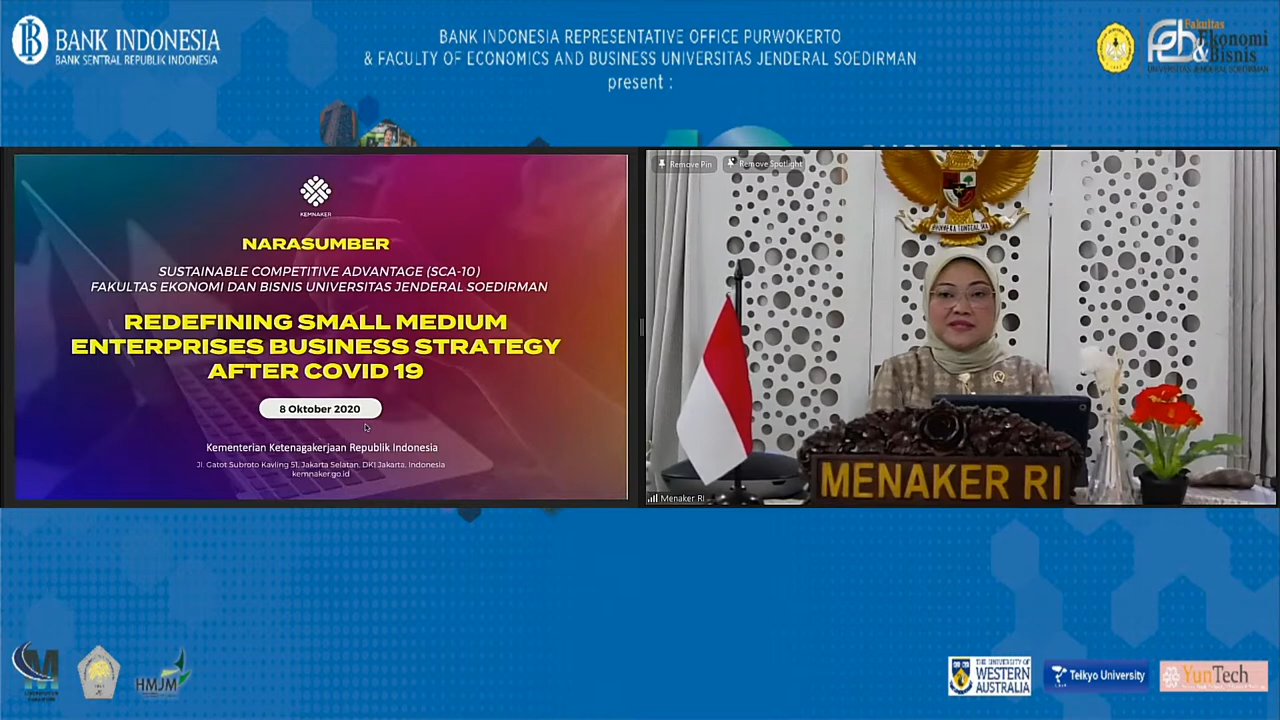 BANK INDONESIA
BANK SENTRAL REPUBLIK INDONESIA
BANK INDONESIA REPRESENTATIVE OFFICE PURWOKERTO
& FACULTY OF ECONOMICS AND BUSINESS UNIVERSITAS JENDERAL SOEDIRMAN
present :
Fakultas
Ekonomi
&Bisnis
UNIVERSITAS JENDERAL SOEDIRMAN
KEMNAKER
NARASUMBER
SUSTAINABLE COMPETITIVE ADVANTAGE (SCA-10)
FAKULTAS EKONOMI DAN BISNIS UNIVERSITAS JENDERAL SOEDIRMAN
REDEFINING SMALL MEDIUM
ENTERPRISES BUSINESS STRATEGY
AFTER COVID 19
8 Oktober 2020
Kementerian Ketenagakerjaan Republik Indonesia
Jl. Gatot Subroto Kavling 51, Jakarta Selatan, DKI Jakarta, Indonesia
kemnaker.go.id
Remove Pin
Remove Spotlight
MENAKER RI
Menaker RI
HMJM
THE UNIVERSITY OF
WESTERN
AUSTRALIA
Telkyo University
YunTech